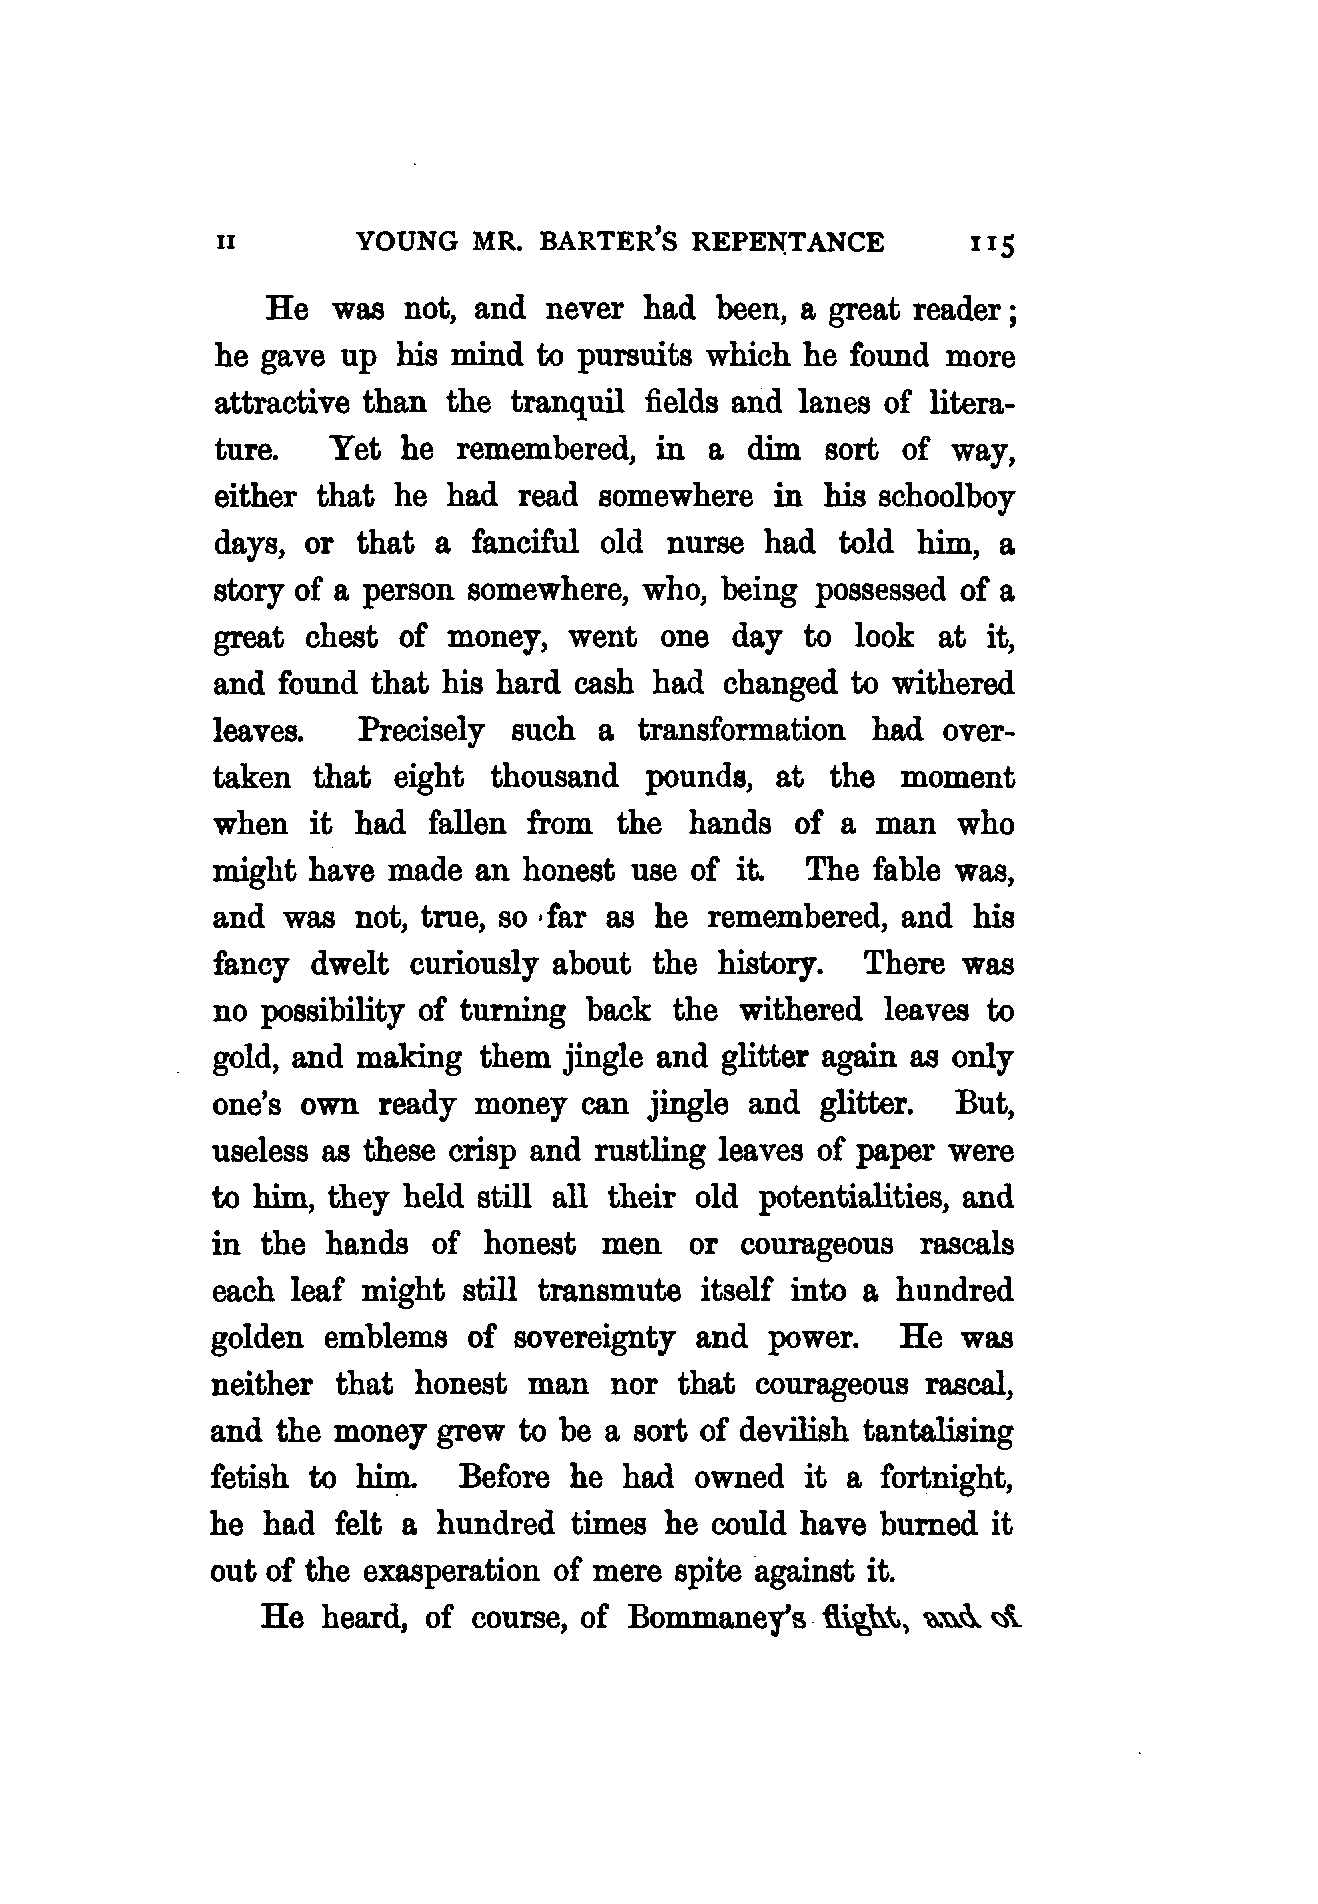 II YOUNG MR. BARTER'S REPENTANCE 115
He was not, and never had been, a great reader;
he gave up his mind to pursuits which he found more
attractive than the tranquil fields and lanes of litera-
ture. Yet he remembered, in a dim sort of way,
either that he had read somewhere in his schoolboy
days, or that a fanciful old nurse had told him, a
story of a person somewhere, who, being possessed of a
great chest of money, went one day to look at it,
and found that his hard cash had changed to withered
leaves. Precisely such a transformation had over-
taken that eight thousand pounds, at the moment
when it had fallen from the hands of a man who
might have made an honest use of it. The fable was,
and was not, true, so far as he remembered, and his
fancy dwelt curiously about the history. There was
no possibility of turning back the withered leaves to
gold, and making them jingle and glitter again as only
one's own ready money can jingle and glitter. But,
useless as these crisp and rustling leaves of paper were
to him, they held still all their old potentialities, and
in the hands of honest men or courageous rascals
each leaf might still transmute itself into a hundred
golden emblems of sovereignty and power. He was
neither that honest man nor that courageous rascal,
and the money grew to be a sort of devilish tantalising
fetish to him. Before he had owned it a fortnight,
he had felt a hundred times he could have burned it
out of the exasperation of mere spite against it.
He heard, of course, of Bommaney's flight, and of